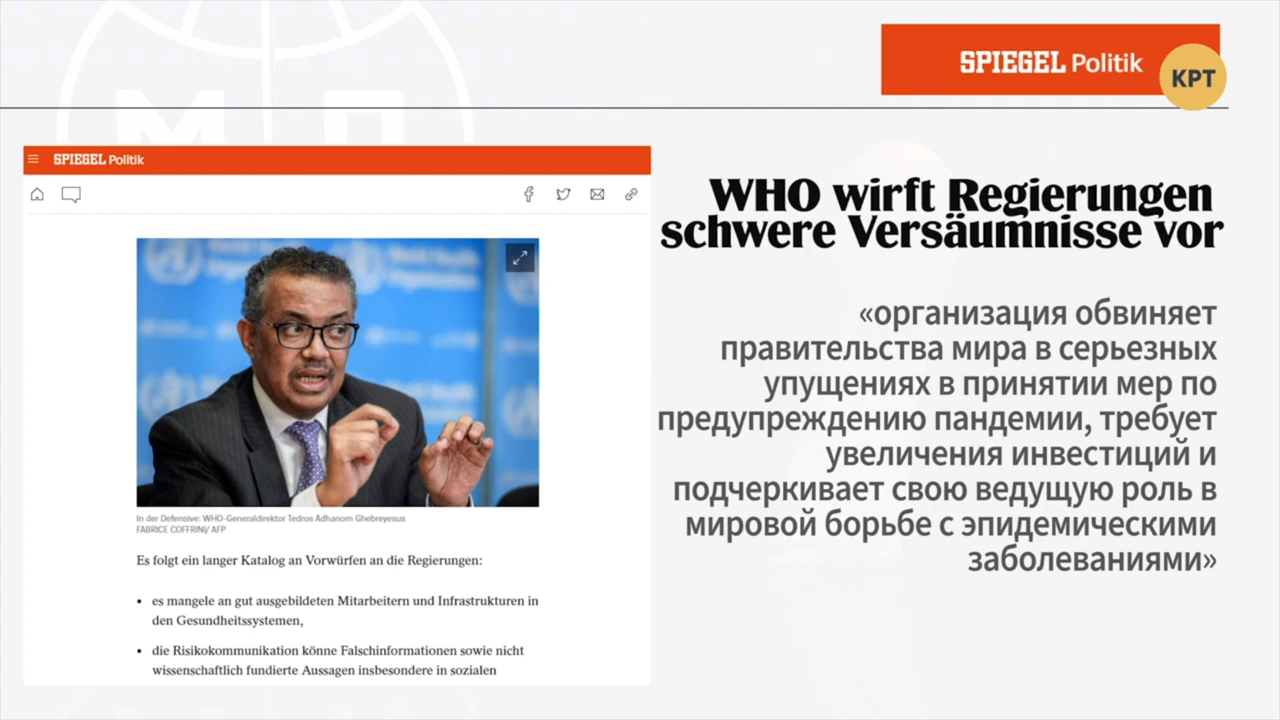 SPIEGEL Politik
КРТ
М П
SPIEGEL Politik
WHO wirft Regierungen
schwere Versäumnisse vor
«организация обвиняет
правительства мира в серьезных
упущениях в принятии мер по
предупреждению пандемии, требует
увеличения инвестиций и
подчеркивает свою ведущую роль в
мировой борьбе с эпидемическими
заболеваниями»
In der Defensive: WHO-Generaldirektor Tedros Adhanom Ghebreyesus
FABRICE COFFRINI/ AFP
Es folgt ein langer Katalog an Vorwürfen an die Regierungen:
• es mangele an gut ausgebildeten Mitarbeitern und Infrastrukturen in
den Gesundheitssystemen,
• die Risikokommunikation könne Falschinformationen sowie nicht
wissenschaftlich fundierte Aussagen insbesondere in sozialen